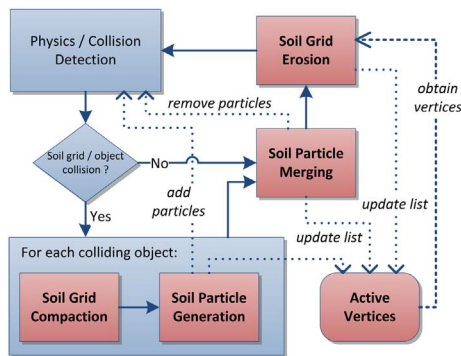 Physics / Collision
Detection
Soil Grid
Erosion
obtain
vertices
remove particles
Soil grid / object
collision ?
No
Soil Particle
Merging
Yes
add
particles
update list
update list
For each colliding object:
Soil Grid
Compaction
Soil Particle
Generation
Active
Vertices